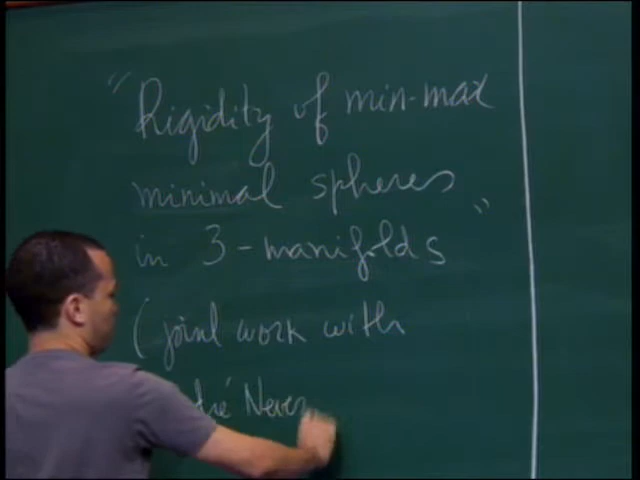 "Rigidity of min-max
minimal spheres
in 3-manifolds"
(joint work with
Neves